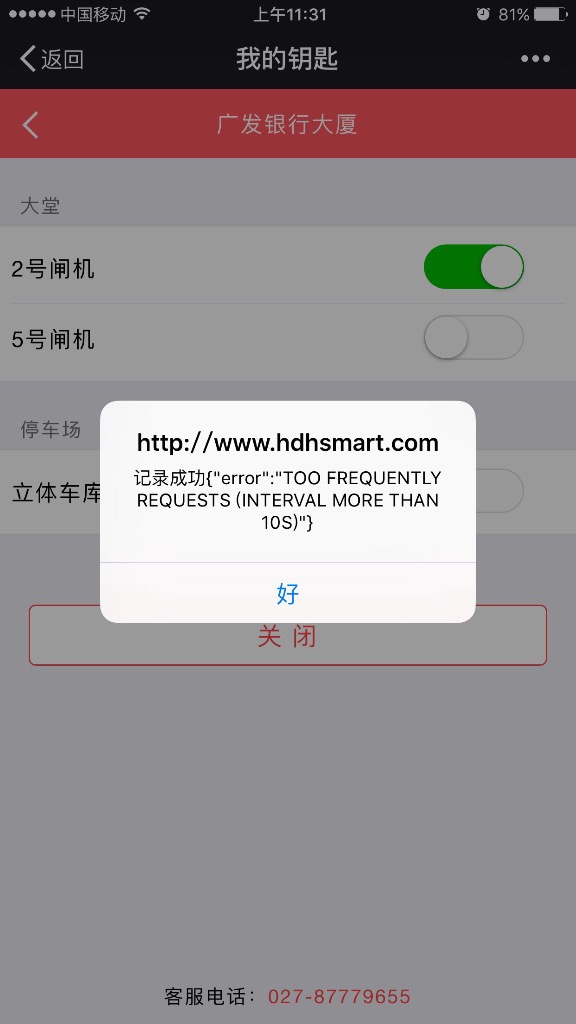 中国移动 上午11:31 81%
返回 我的钥匙
广发银行大厦
大堂
2号闸机
5号闸机
停车场
立体车库
http://www.hdhsmart.com
记录成功{"error":"TOO FREQUENTLY
REQUESTS (INTERVAL MORE THAN
10S)"}
好
关 闭
客服电话：027-87779655